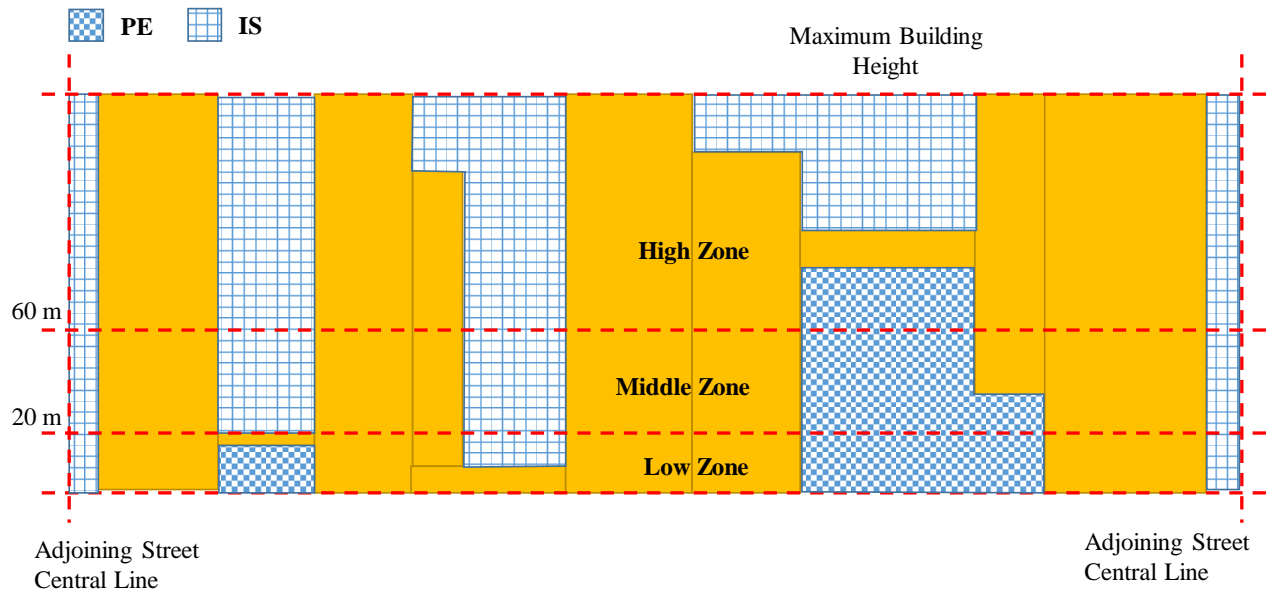 PE
IS
Maximum Building
Height
High Zone
60 m
Middle Zone
20 m
Low Zone
Adjoining Street
Central Line
Adjoining Street
Central Line